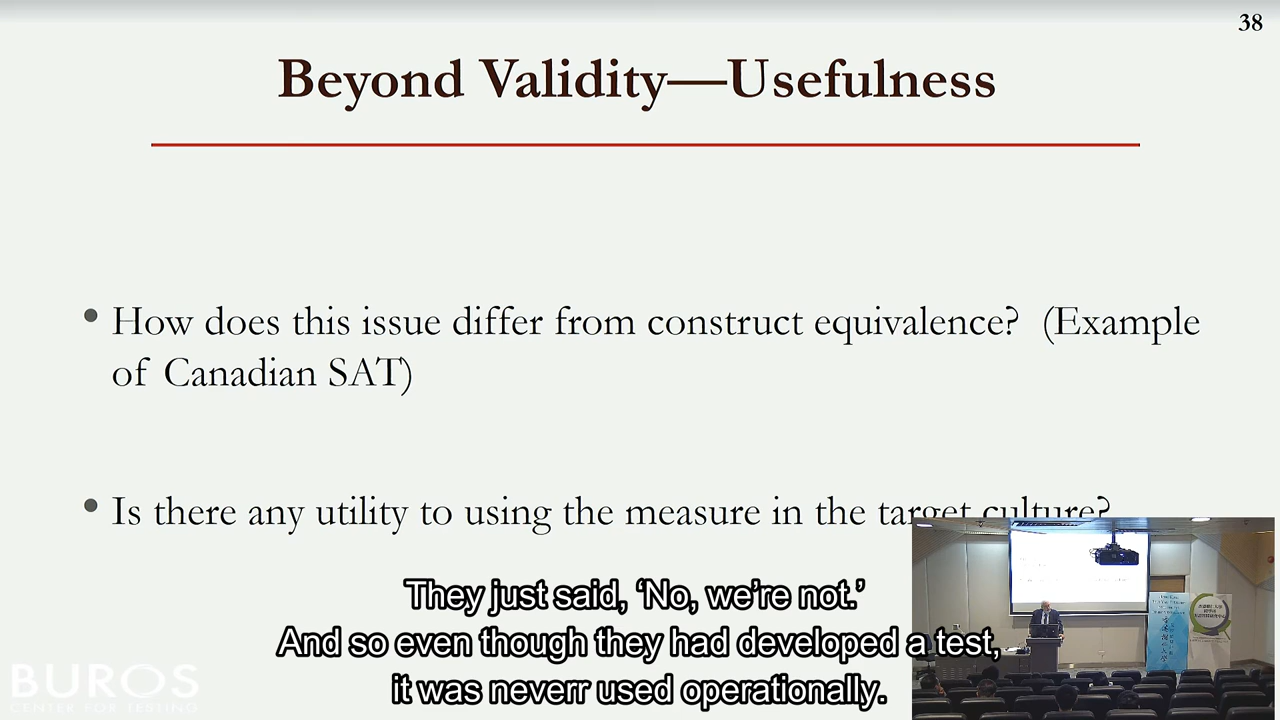 38
Beyond Validity—Usefulness
• How does this issue differ from construct equivalence? (Example
of Canadian SAT)
• Is there any utility to using the measure in the target culture?
They just said, ‘No, we’re not.’
And so even though they had developed a test,
it was neverr used operationally.
BUROS
CENTER FOR TESTING